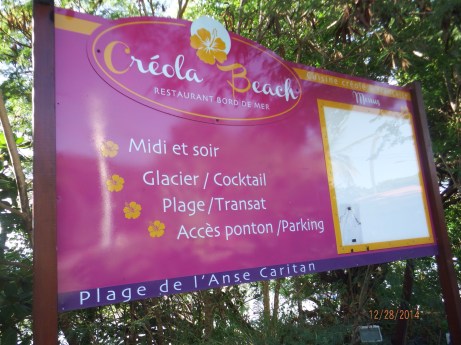 Créola Beach
RESTAURANT BORD DE MER
Menus
Midi et soir
Glacier / Cocktail
Plage /Transat
Accès ponton /Parking
Plage de l'Anse Caritan
12/28/2014